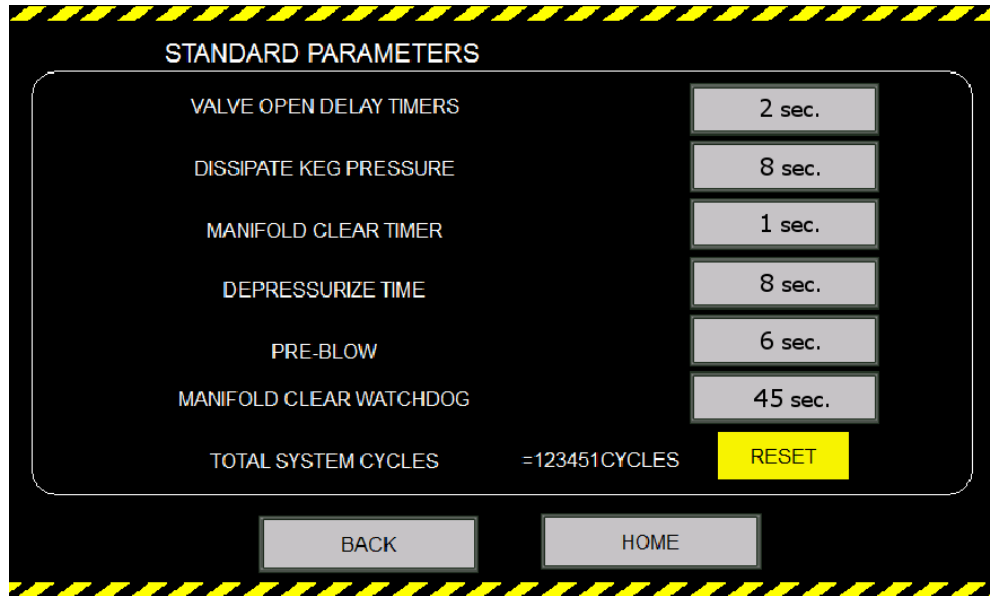 STANDARD PARAMETERS
VALVE OPEN DELAY TIMERS 2 sec.
DISSIPATE KEG PRESSURE 8 sec.
MANIFOLD CLEAR TIMER 1 sec.
DEPRESSURIZE TIME 8 sec.
PRE-BLOW 6 sec.
MANIFOLD CLEAR WATCHDOG 45 sec.
TOTAL SYSTEM CYCLES =123451CYCLES RESET
BACK HOME